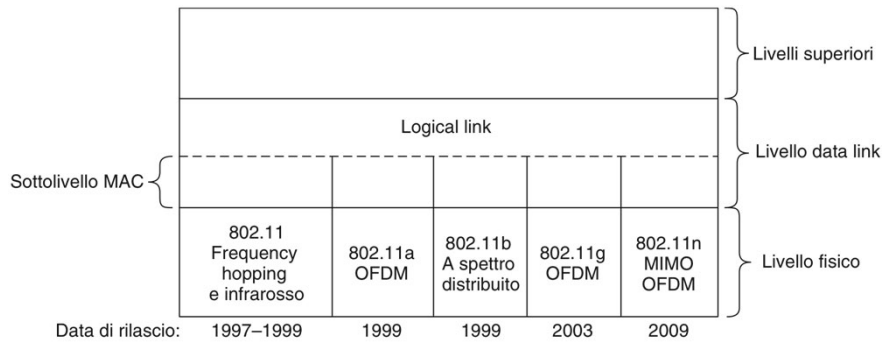 Livelli superiori
Logical link
Livello data link
Sottolivello MAC
802.11
Frequency
hopping
e infrarosso
802.11a
OFDM
802.11b
A spettro
distribuito
802.11g
OFDM
802.11n
MIMO
OFDM
Livello fisico
Data di rilascio: 1997–1999 1999 1999 2003 2009